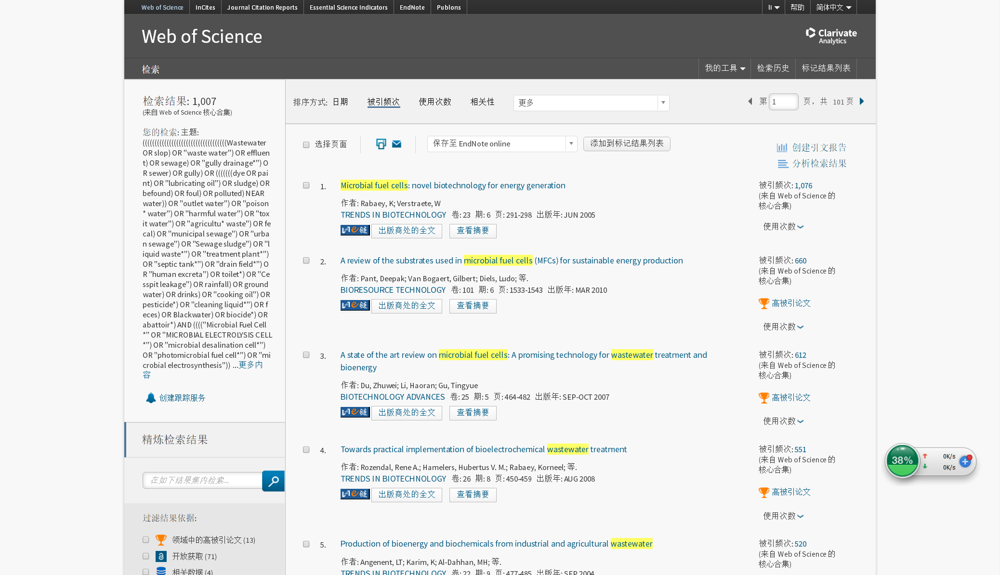 Web of Science InCites Journal Citation Reports Essential Science Indicators EndNote Publons li 帮助 简体中文
Web of Science
Clarivate
Analytics
检索 我的工具 检索历史 标记结果列表
检索结果: 1,007
(来自 Web of Science 核心合集)
您的检索: 主题:
(((((((((((((((((((((((((((((((((((Wastewater
OR slop) OR "waste water") OR effluen
t) OR sewage) OR "gully drainage*") O
R sewer) OR gully) OR (((((((dye OR pai
nt) OR "lubricating oil") OR sludge) OR
befound) OR foul) OR polluted) NEAR
water)) OR "outlet water") OR "poison
* water") OR "harmful water") OR "tox
it water") OR "agricultu* waste") OR fe
cal) OR "municipal sewage") OR "urba
n sewage") OR "Sewage sludge") OR "l
iquid waste*") OR "treatment plant*")
OR "septic tank*") OR "drain field*") O
R "human excreta") OR toilet*) OR "Ce
sspit leakage") OR rainfall) OR ground
water) OR drinks) OR "cooking oil") OR
pesticide*) OR "cleaning liquid*") OR f
eces) OR Blackwater) OR biocide*) OR
abattoir*) AND (((("Microbial Fuel Cell
*" OR "MICROBIAL ELECTROLYSIS CELL
*") OR "microbial desalination cell*")
OR "photomicrobial fuel cell*") OR "mi
crobial electrosynthesis")) ...更多内
容
创建跟踪服务
精炼检索结果
在如下结果集内检索...
过滤结果依据:
领域中的高被引论文 (13)
开放获取 (71)
相关数据 (4)
排序方式: 日期 被引频次 使用次数 相关性 更多
第 1 页，共 101 页
选择页面 保存至 EndNote online 添加到标记结果列表
创建引文报告
分析检索结果
1. Microbial fuel cells: novel biotechnology for energy generation
作者: Rabaey, K; Verstraete, W
TRENDS IN BIOTECHNOLOGY 卷: 23 期: 6 页: 291-298 出版年: JUN 2005
e链 出版商处的全文 查看摘要
被引频次: 1,076
(来自 Web of Science 的
核心合集)
使用次数
2. A review of the substrates used in microbial fuel cells (MFCs) for sustainable energy production
作者: Pant, Deepak; Van Bogaert, Gilbert; Diels, Ludo; 等.
BIORESOURCE TECHNOLOGY 卷: 101 期: 6 页: 1533-1543 出版年: MAR 2010
e链 出版商处的全文 查看摘要
被引频次: 660
(来自 Web of Science 的
核心合集)
高被引论文
使用次数
3. A state of the art review on microbial fuel cells: A promising technology for wastewater treatment and
bioenergy
作者: Du, Zhuwei; Li, Haoran; Gu, Tingyue
BIOTECHNOLOGY ADVANCES 卷: 25 期: 5 页: 464-482 出版年: SEP-OCT 2007
e链 出版商处的全文 查看摘要
被引频次: 612
(来自 Web of Science 的
核心合集)
高被引论文
使用次数
4. Towards practical implementation of bioelectrochemical wastewater treatment
作者: Rozendal, Rene A.; Hamelers, Hubertus V. M.; Rabaey, Korneel; 等.
TRENDS IN BIOTECHNOLOGY 卷: 26 期: 8 页: 450-459 出版年: AUG 2008
e链 出版商处的全文 查看摘要
被引频次: 551
(来自 Web of Science 的
核心合集)
高被引论文
使用次数
5. Production of bioenergy and biochemicals from industrial and agricultural wastewater
作者: Angenent, LT; Karim, K; Al-Dahhan, MH; 等.
TRENDS IN BIOTECHNOLOGY 卷: 22 期: 9 页: 477-485 出版年: SEP 2004
被引频次: 520
(来自 Web of Science 的
核心合集)
38%
0K/s
0K/s